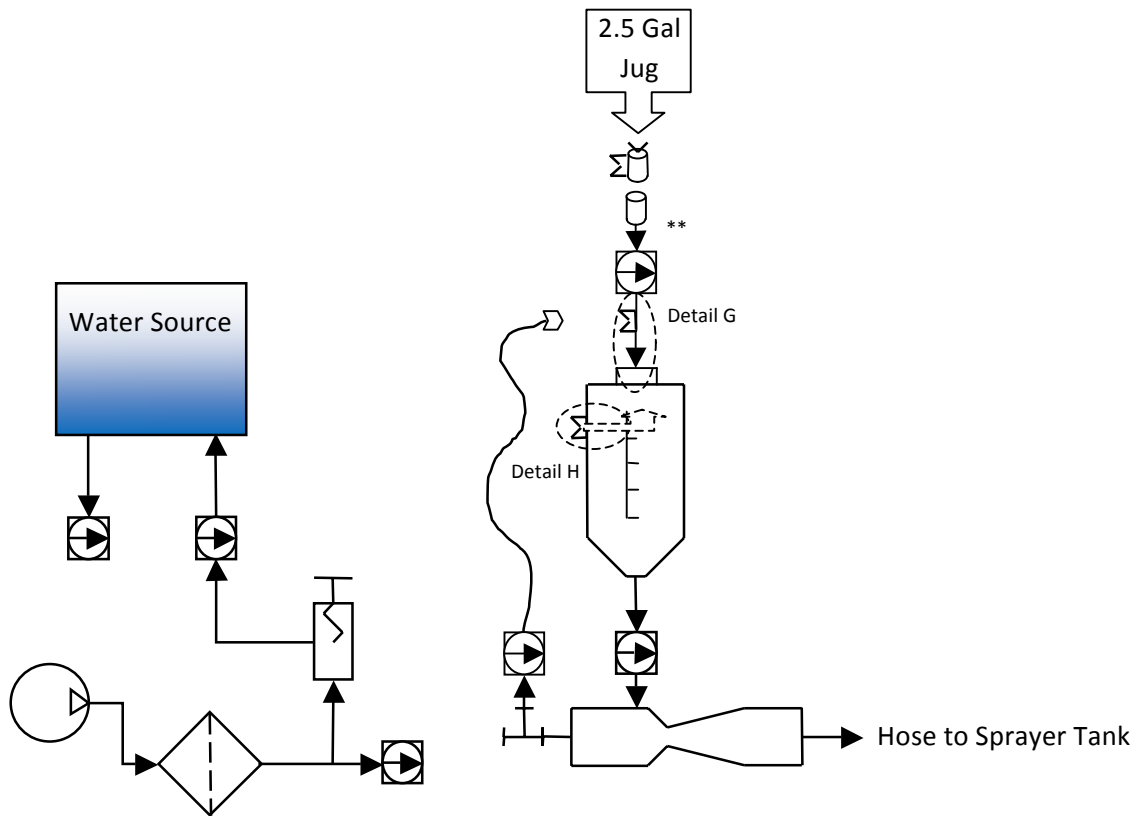 2.5 Gal
Jug
**
Water Source
Detail G
Detail H
Hose to Sprayer Tank